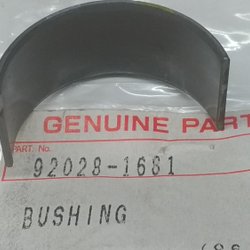 GENUINE PART
PART No.
92028-1681
BUSHING